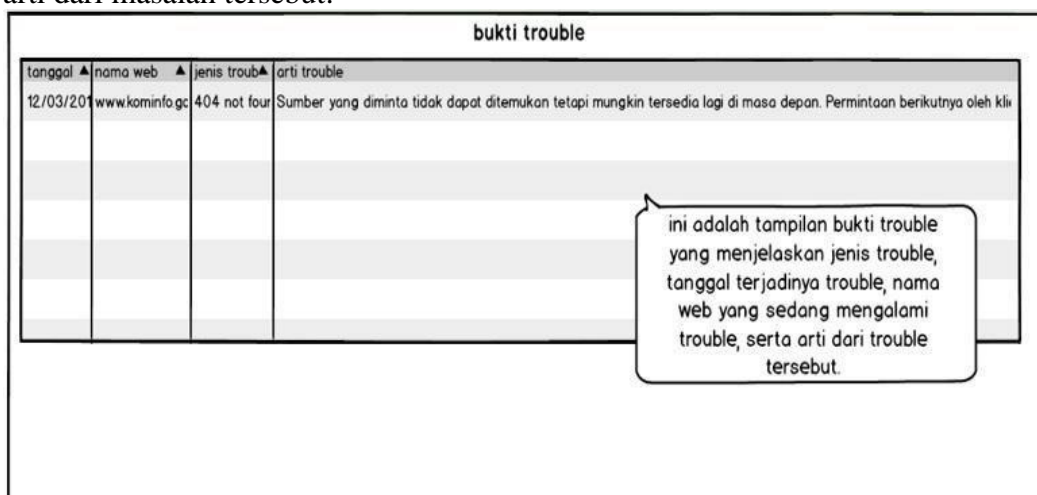 arti dari masalah tersebut.
bukti trouble
tanggal nama web jenis troub arti trouble
12/03/201 www.kominfo.gc 404 not four Sumber yang diminta tidak dapat ditemukan tetapi mungkin tersedia lagi di masa depan. Permintaan berikutnya oleh kli
ini adalah tampilan bukti trouble
yang menjelaskan jenis trouble,
tanggal terjadinya trouble, nama
web yang sedang mengalami
trouble, serta arti dari trouble
tersebut.